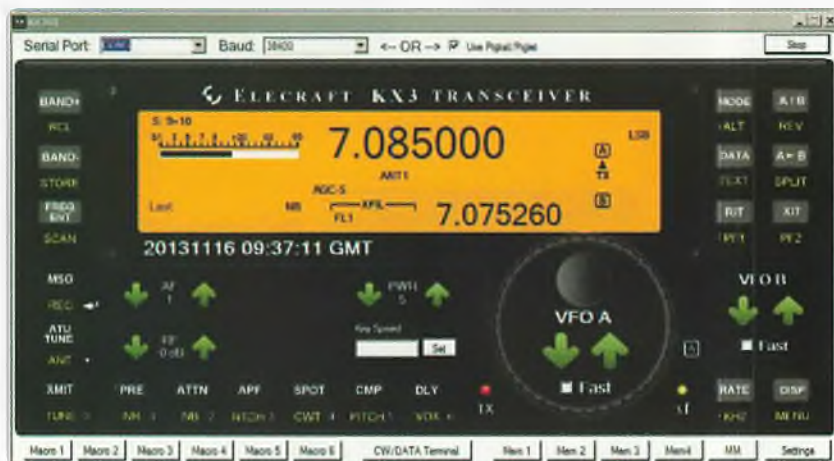 Serial Port: Baud: 38400 <-- OR --> Use Pigtail/Piglet Stop
ELECRAFT KX3 TRANSCEIVER
BAND+
RCL
BAND-
STORE
FREQ
ENT
SCAN
MSG
REC
ATU
TUNE
ANT
XMIT
TUNE
S: 9+10
7.085000
LSB
A
TX
ANT1
AGC-S
Last: NB XFIL B
FL1 7.075260
20131116 09:37:11 GMT
AF
1
PWR
5
Key Speed
Set
0 dB
VFO A
Fast
TX
MODE
ALT
A/B
REV
DATA
TEXT
SPLIT
RIT
PF1
XIT
PF2
VFO B
Fast
RATE
KHZ
DISP
MENU
PRE ATTN APF SPOT CMP DLY
NR NB NTCH CWT PITCH VOX
Macro 1 Macro 2 Macro 3 Macro 4 Macro 5 Macro 6 CW/DATA Terminal Mem 1 Mem 2 Mem 3 Mem4 MM Settings